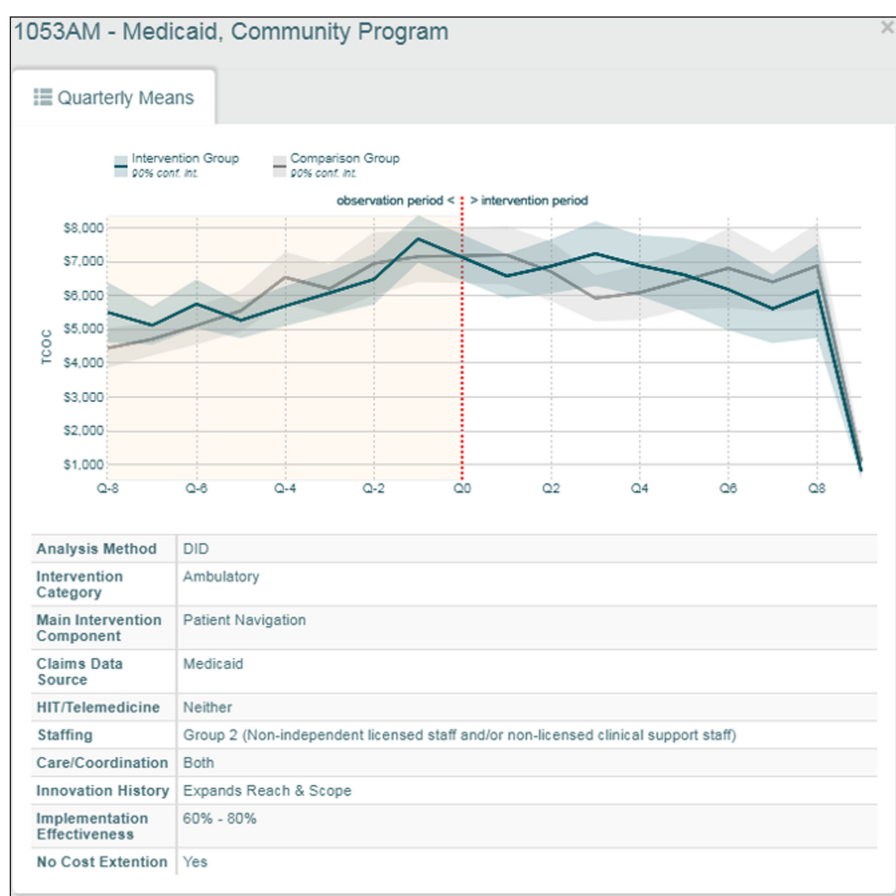 1053AM - Medicaid, Community Program
×
Quarterly Means
Intervention Group
90% conf. int.
Comparison Group
90% conf. int.
observation period < > intervention period
$8,000
$7,000
$6,000
$5,000
$4,000
$3,000
$2,000
$1,000
TCOC
Q-8 Q-6 Q-4 Q-2 Q0 Q2 Q4 Q6 Q8
Analysis Method DID
Intervention Category Ambulatory
Main Intervention Component Patient Navigation
Claims Data Source Medicaid
HIT/Telemedicine Neither
Staffing Group 2 (Non-independent licensed staff and/or non-licensed clinical support staff)
Care/Coordination Both
Innovation History Expands Reach & Scope
Implementation Effectiveness 60% - 80%
No Cost Extention Yes